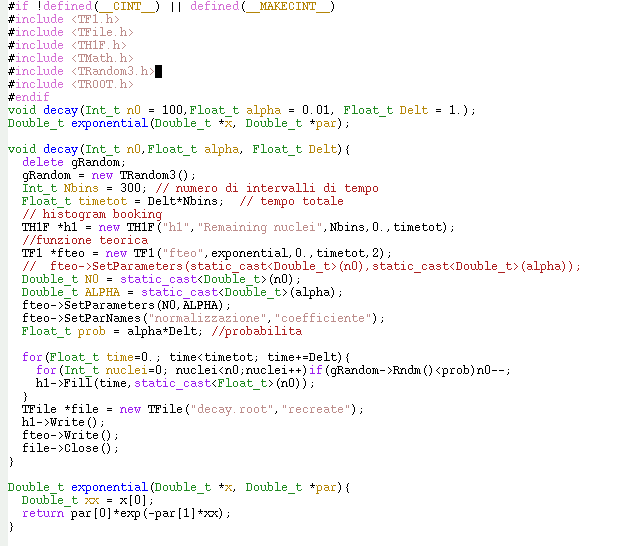 #if !defined(__CINT__) || defined(__MAKECINT__)
#include <TF1.h>
#include <TFile.h>
#include <TH1F.h>
#include <TMath.h>
#include <TRandom3.h>
#include <TROOT.h>
#endif
void decay(Int_t n0 = 100,Float_t alpha = 0.01, Float_t Delt = 1.);
Double_t exponential(Double_t *x, Double_t *par);

void decay(Int_t n0,Float_t alpha, Float_t Delt){
  delete gRandom;
  gRandom = new TRandom3();
  Int_t Nbins = 300; // numero di intervalli di tempo
  Float_t timetot = Delt*Nbins;  // tempo totale
  // histogram booking
  TH1F *h1 = new TH1F("h1","Remaining nuclei",Nbins,0.,timetot);
  //funzione teorica
  TF1 *fteo = new TF1("fteo",exponential,0.,timetot,2);
  //  fteo->SetParameters(static_cast<Double_t>(n0),static_cast<Double_t>(alpha));
  Double_t N0 = static_cast<Double_t>(n0);
  Double_t ALPHA = static_cast<Double_t>(alpha);
  fteo->SetParameters(N0,ALPHA);
  fteo->SetParNames("normalizzazione","coefficiente");
  Float_t prob = alpha*Delt; //probabilita

  for(Float_t time=0.; time<timetot; time+=Delt){
    for(Int_t nuclei=0; nuclei<n0;nuclei++)if(gRandom->Rndm()<prob)n0--;
    h1->Fill(time,static_cast<Float_t>(n0));
  }
  TFile *file = new TFile("decay.root","recreate");
  h1->Write();
  fteo->Write();
  file->Close();
}

Double_t exponential(Double_t *x, Double_t *par){
  Double_t xx = x[0];
  return par[0]*exp(-par[1]*xx);
}